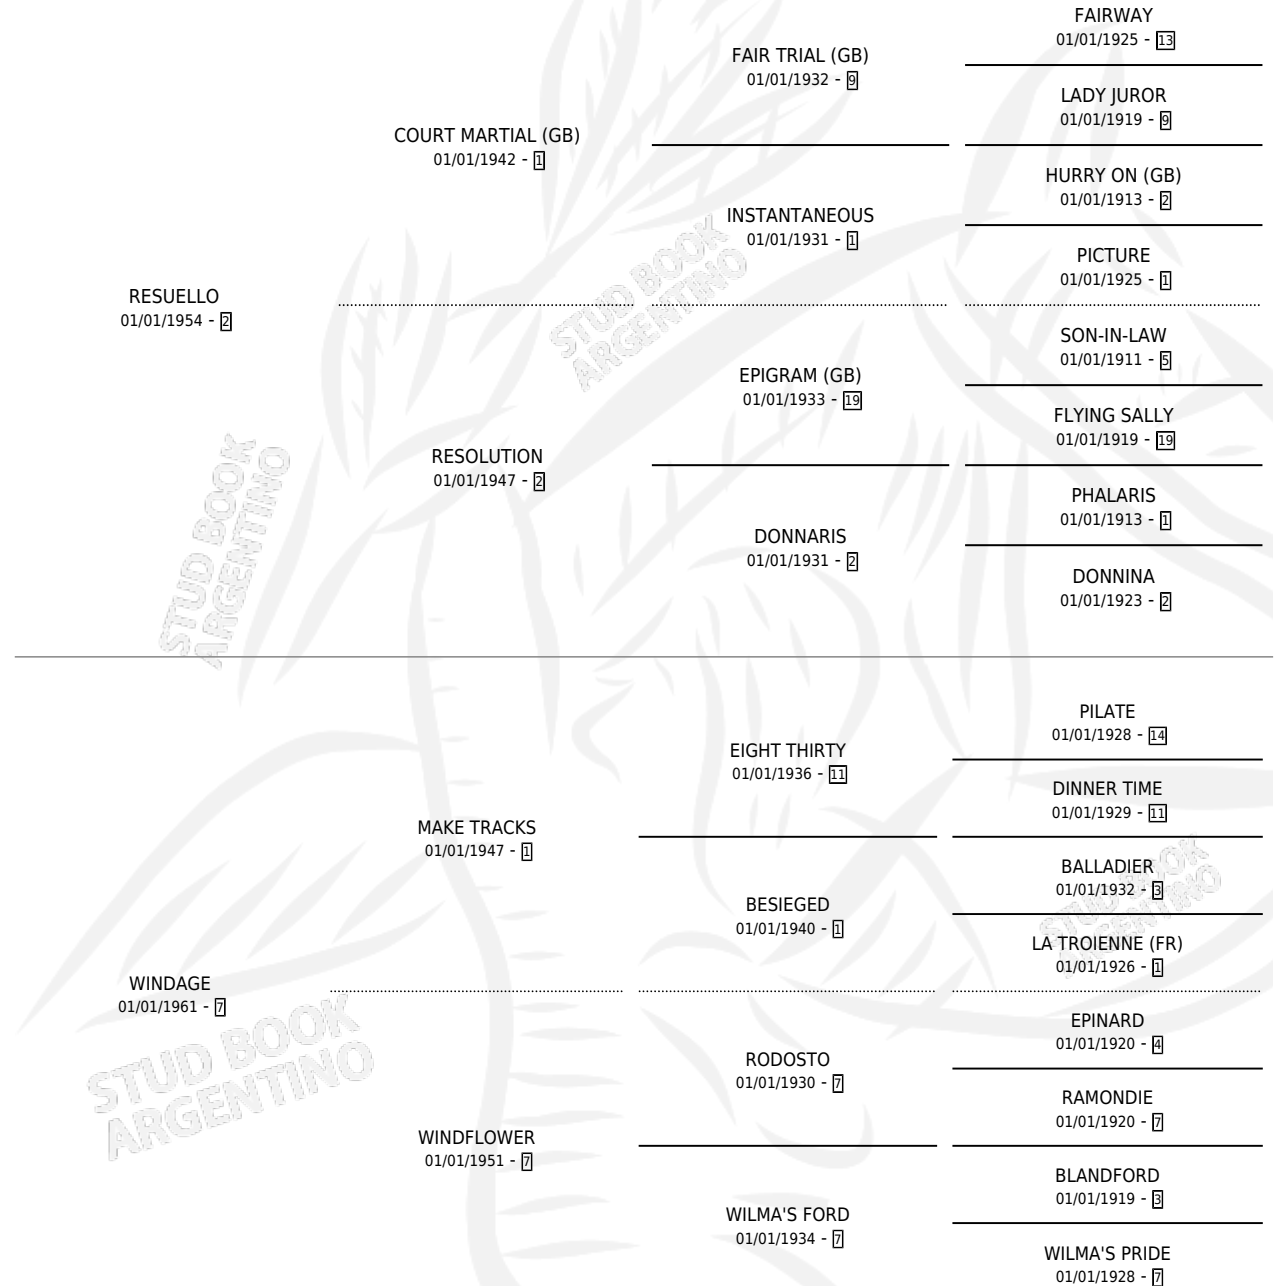 FAIRWAY
01/01/1925 - 13
FAIR TRIAL (GB)
01/01/1932 - 9
LADY JUROR
01/01/1919 - 9
COURT MARTIAL (GB)
01/01/1942 - 1
HURRY ON (GB)
01/01/1913 - 2
INSTANTANEOUS
01/01/1931 - 1
PICTURE
01/01/1925 - 1
RESUELLO
01/01/1954 - 2
SON-IN-LAW
01/01/1911 - 5
EPIGRAM (GB)
01/01/1933 - 19
FLYING SALLY
01/01/1919 - 19
RESOLUTION
01/01/1947 - 2
PHALARIS
01/01/1913 - 1
DONNARIS
01/01/1931 - 2
DONNINA
01/01/1923 - 2
PILATE
01/01/1928 - 14
EIGHT THIRTY
01/01/1936 - 11
DINNER TIME
01/01/1929 - 11
MAKE TRACKS
01/01/1947 - 1
BALLADIER
01/01/1932 - 3
BESIEGED
01/01/1940 - 1
LA TROIENNE (FR)
01/01/1926 - 1
WINDAGE
01/01/1961 - 7
EPINARD
01/01/1920 - 4
RODOSTO
01/01/1930 - 7
RAMONDIE
01/01/1920 - 7
WINDFLOWER
01/01/1951 - 7
BLANDFORD
01/01/1919 - 3
WILMA'S FORD
01/01/1934 - 7
WILMA'S PRIDE
01/01/1928 - 7
STUD BOOK
ARGENTINO
STUD BOOK
ARGENTINO
STUD BOOK
ARGENTINO
STUD BOOK
ARGENTINO